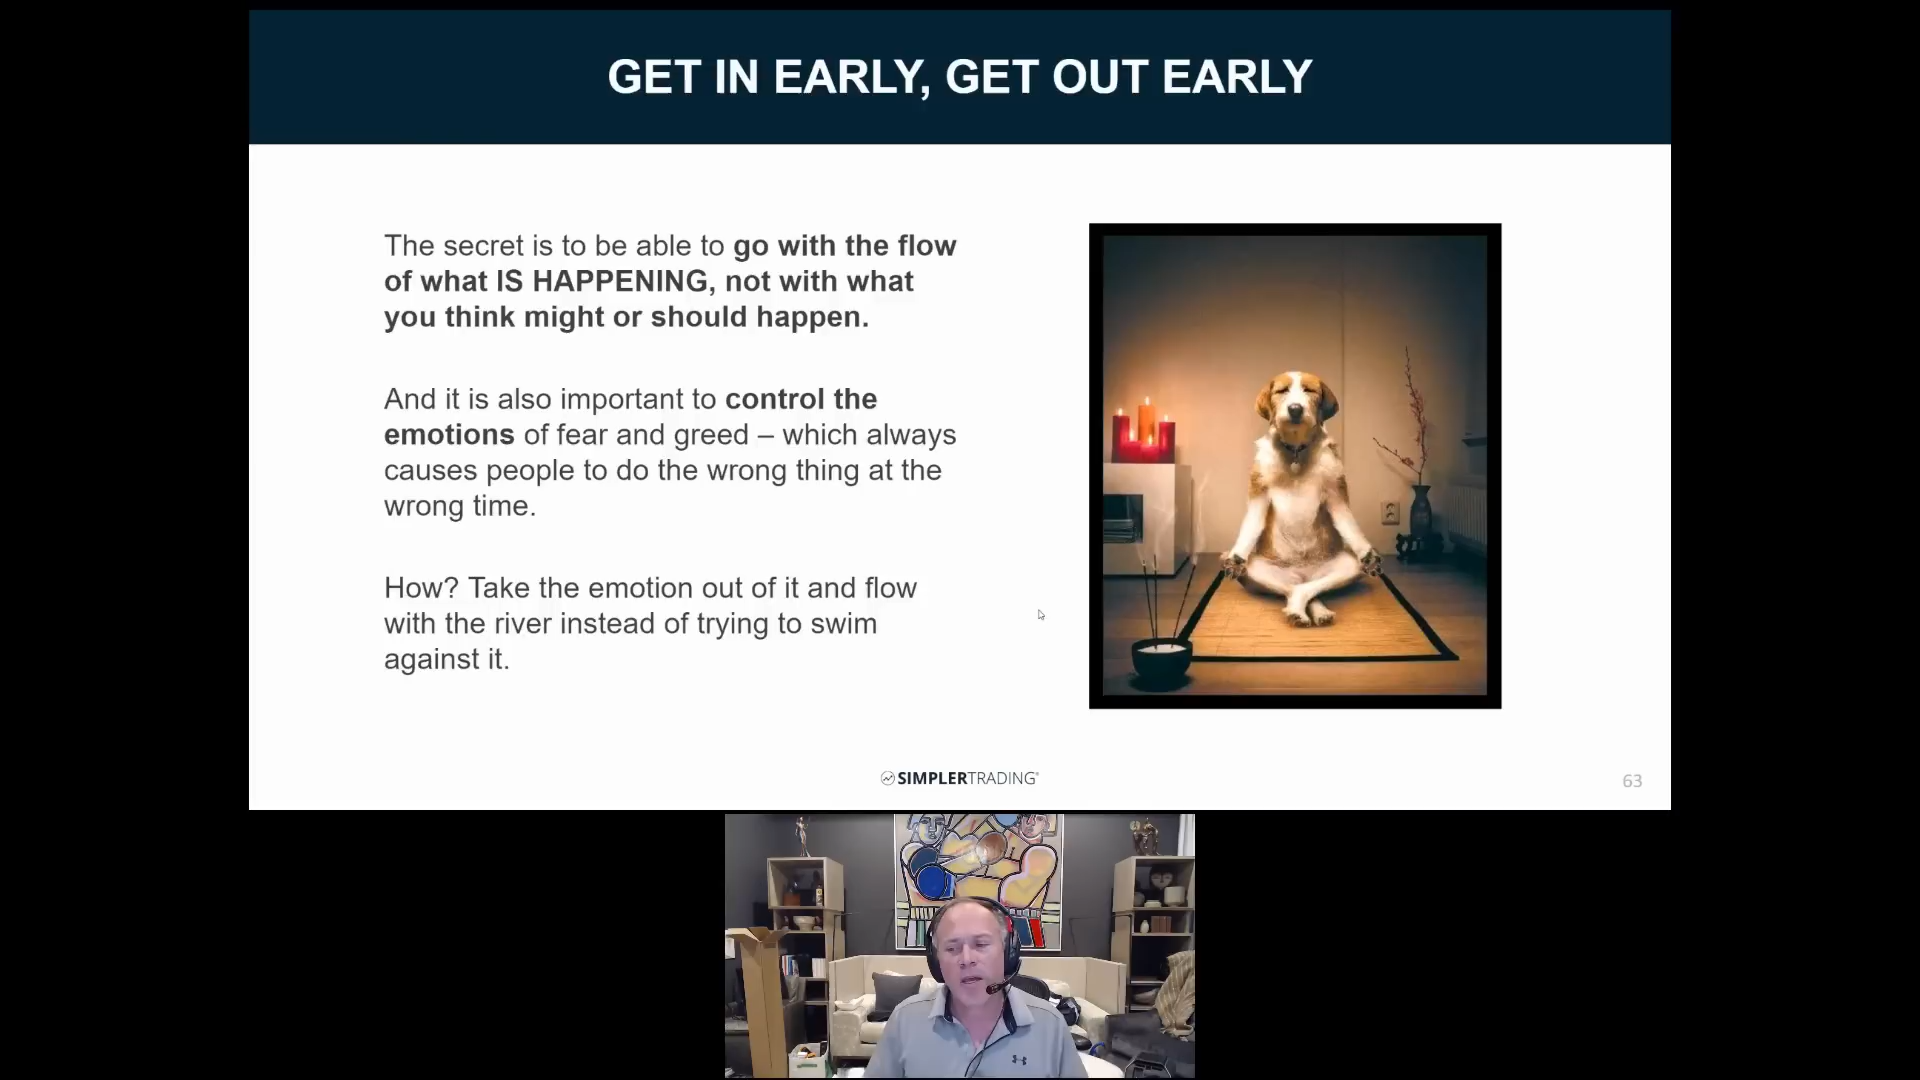 GET IN EARLY, GET OUT EARLY
The secret is to be able to go with the flow
of what IS HAPPENING, not with what
you think might or should happen.
And it is also important to control the
emotions of fear and greed – which always
causes people to do the wrong thing at the
wrong time.
How? Take the emotion out of it and flow
with the river instead of trying to swim
against it.
SIMPLERTRADING®
63